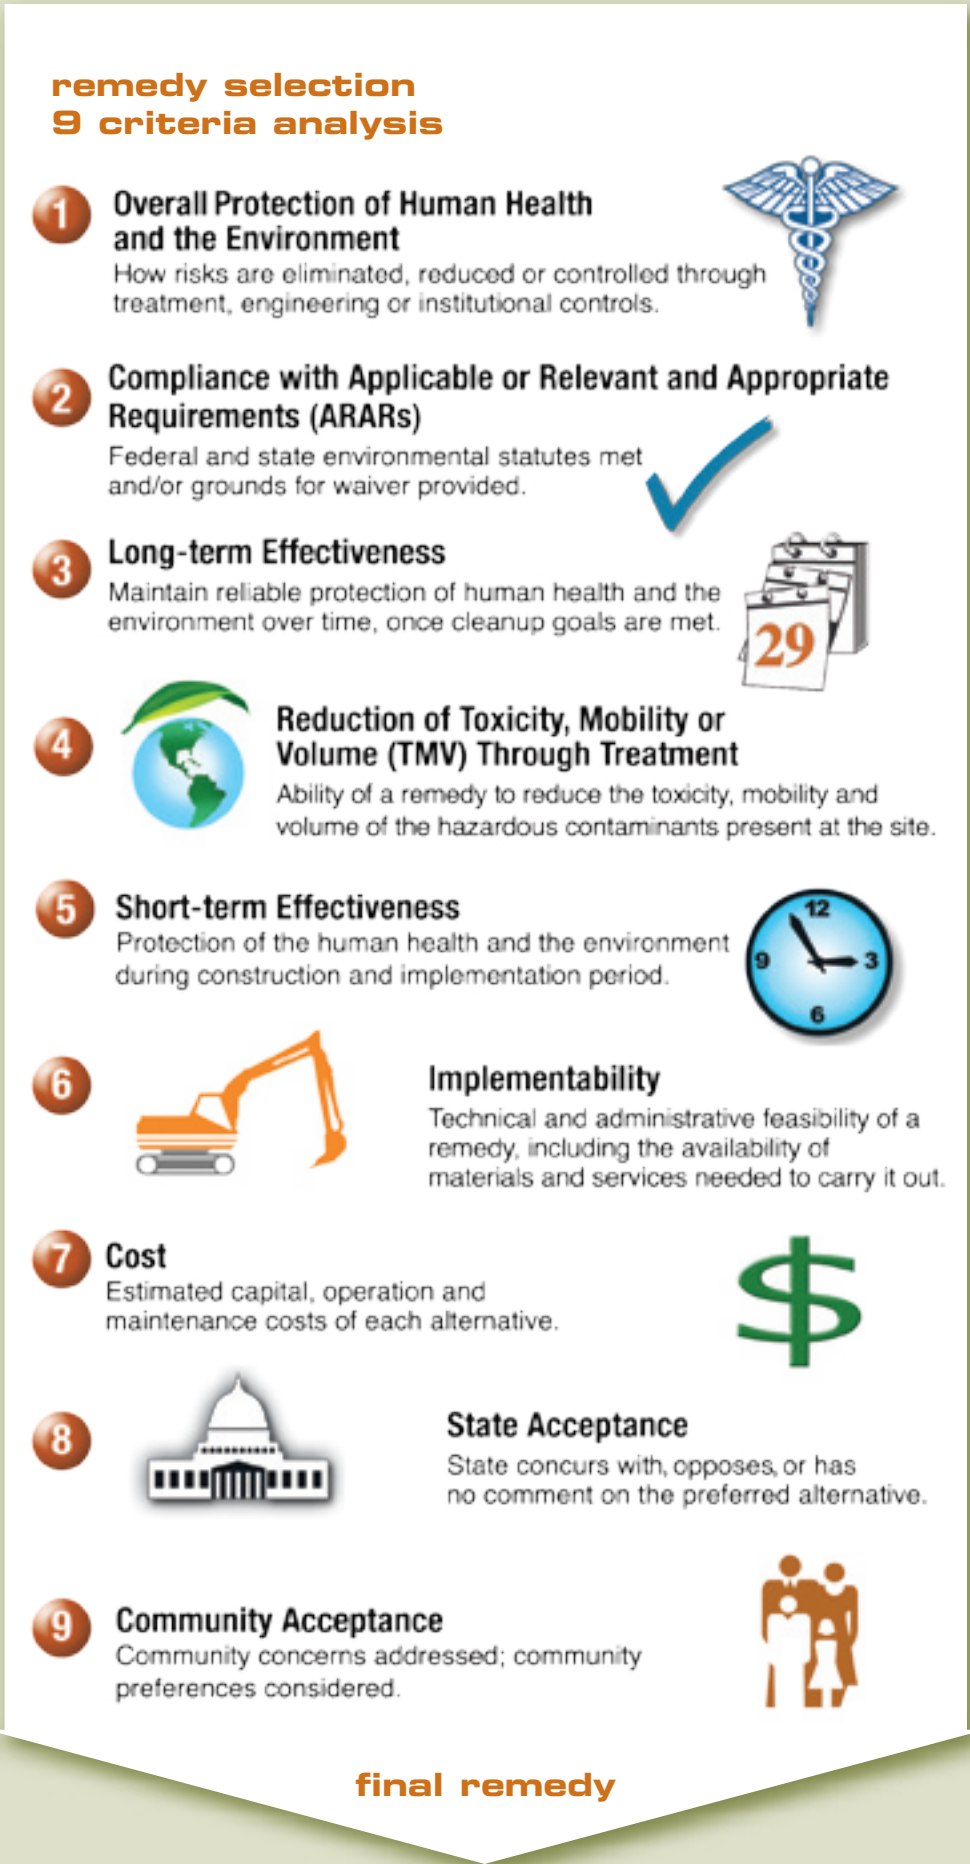 remedy selection
9 criteria analysis
1
Overall Protection of Human Health
and the Environment
How risks are eliminated, reduced or controlled through
treatment, engineering or institutional controls.
2
Compliance with Applicable or Relevant and Appropriate
Requirements (ARARs)
Federal and state environmental statutes met
and/or grounds for waiver provided.
3
Long-term Effectiveness
Maintain reliable protection of human health and the
environment over time, once cleanup goals are met.
29
4
Reduction of Toxicity, Mobility or
Volume (TMV) Through Treatment
Ability of a remedy to reduce the toxicity, mobility and
volume of the hazardous contaminants present at the site.
5
Short-term Effectiveness
Protection of the human health and the environment
during construction and implementation period.
12
9 3
6
6
Implementability
Technical and administrative feasibility of a
remedy, including the availability of
materials and services needed to carry it out.
7
Cost
Estimated capital, operation and
maintenance costs of each alternative.
$
8
State Acceptance
State concurs with, opposes, or has
no comment on the preferred alternative.
9
Community Acceptance
Community concerns addressed; community
preferences considered.
final remedy